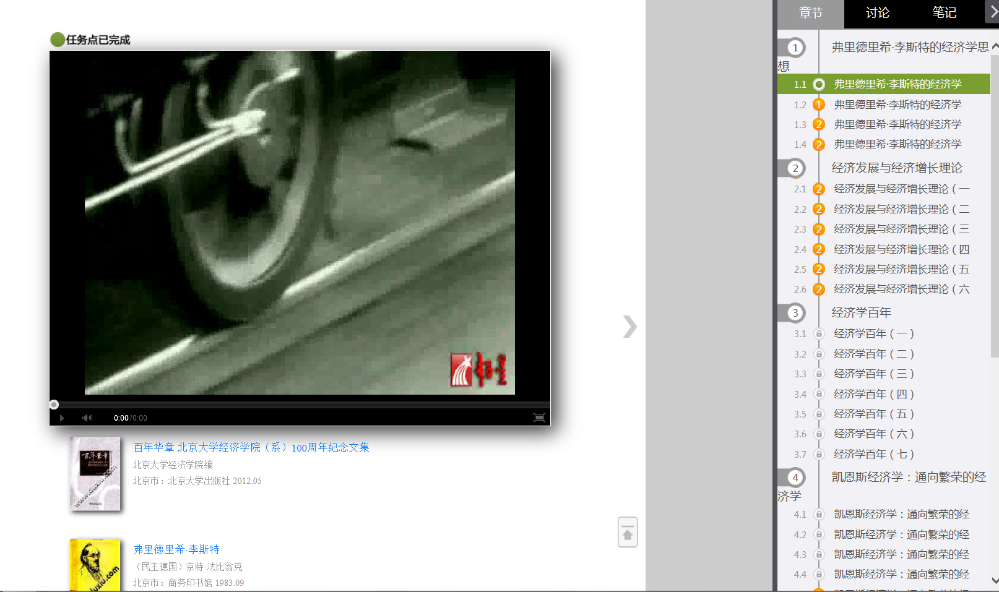 任务点已完成
0:00/0:00
百年华章 北京大学经济学院（系）100周年纪念文集
北京大学经济学院编
北京市：北京大学出版社 2012.05
弗里德里希·李斯特
（民主德国）京特·法比翁克
北京市：商务印书馆 1983.09
章节 讨论 笔记
1 弗里德里希·李斯特的经济学思
想
1.1 弗里德里希·李斯特的经济学
1.2 1 弗里德里希·李斯特的经济学
1.3 2 弗里德里希·李斯特的经济学
1.4 2 弗里德里希·李斯特的经济学
2 经济发展与经济增长理论
2.1 2 经济发展与经济增长理论（一
2.2 2 经济发展与经济增长理论（二
2.3 2 经济发展与经济增长理论（三
2.4 2 经济发展与经济增长理论（四
2.5 2 经济发展与经济增长理论（五
2.6 2 经济发展与经济增长理论（六
3 经济学百年
3.1 经济学百年（一）
3.2 经济学百年（二）
3.3 经济学百年（三）
3.4 经济学百年（四）
3.5 经济学百年（五）
3.6 经济学百年（六）
3.7 经济学百年（七）
4 凯恩斯经济学：通向繁荣的经
济学
4.1 凯恩斯经济学：通向繁荣的经
4.2 凯恩斯经济学：通向繁荣的经
4.3 凯恩斯经济学：通向繁荣的经
4.4 凯恩斯经济学：通向繁荣的经